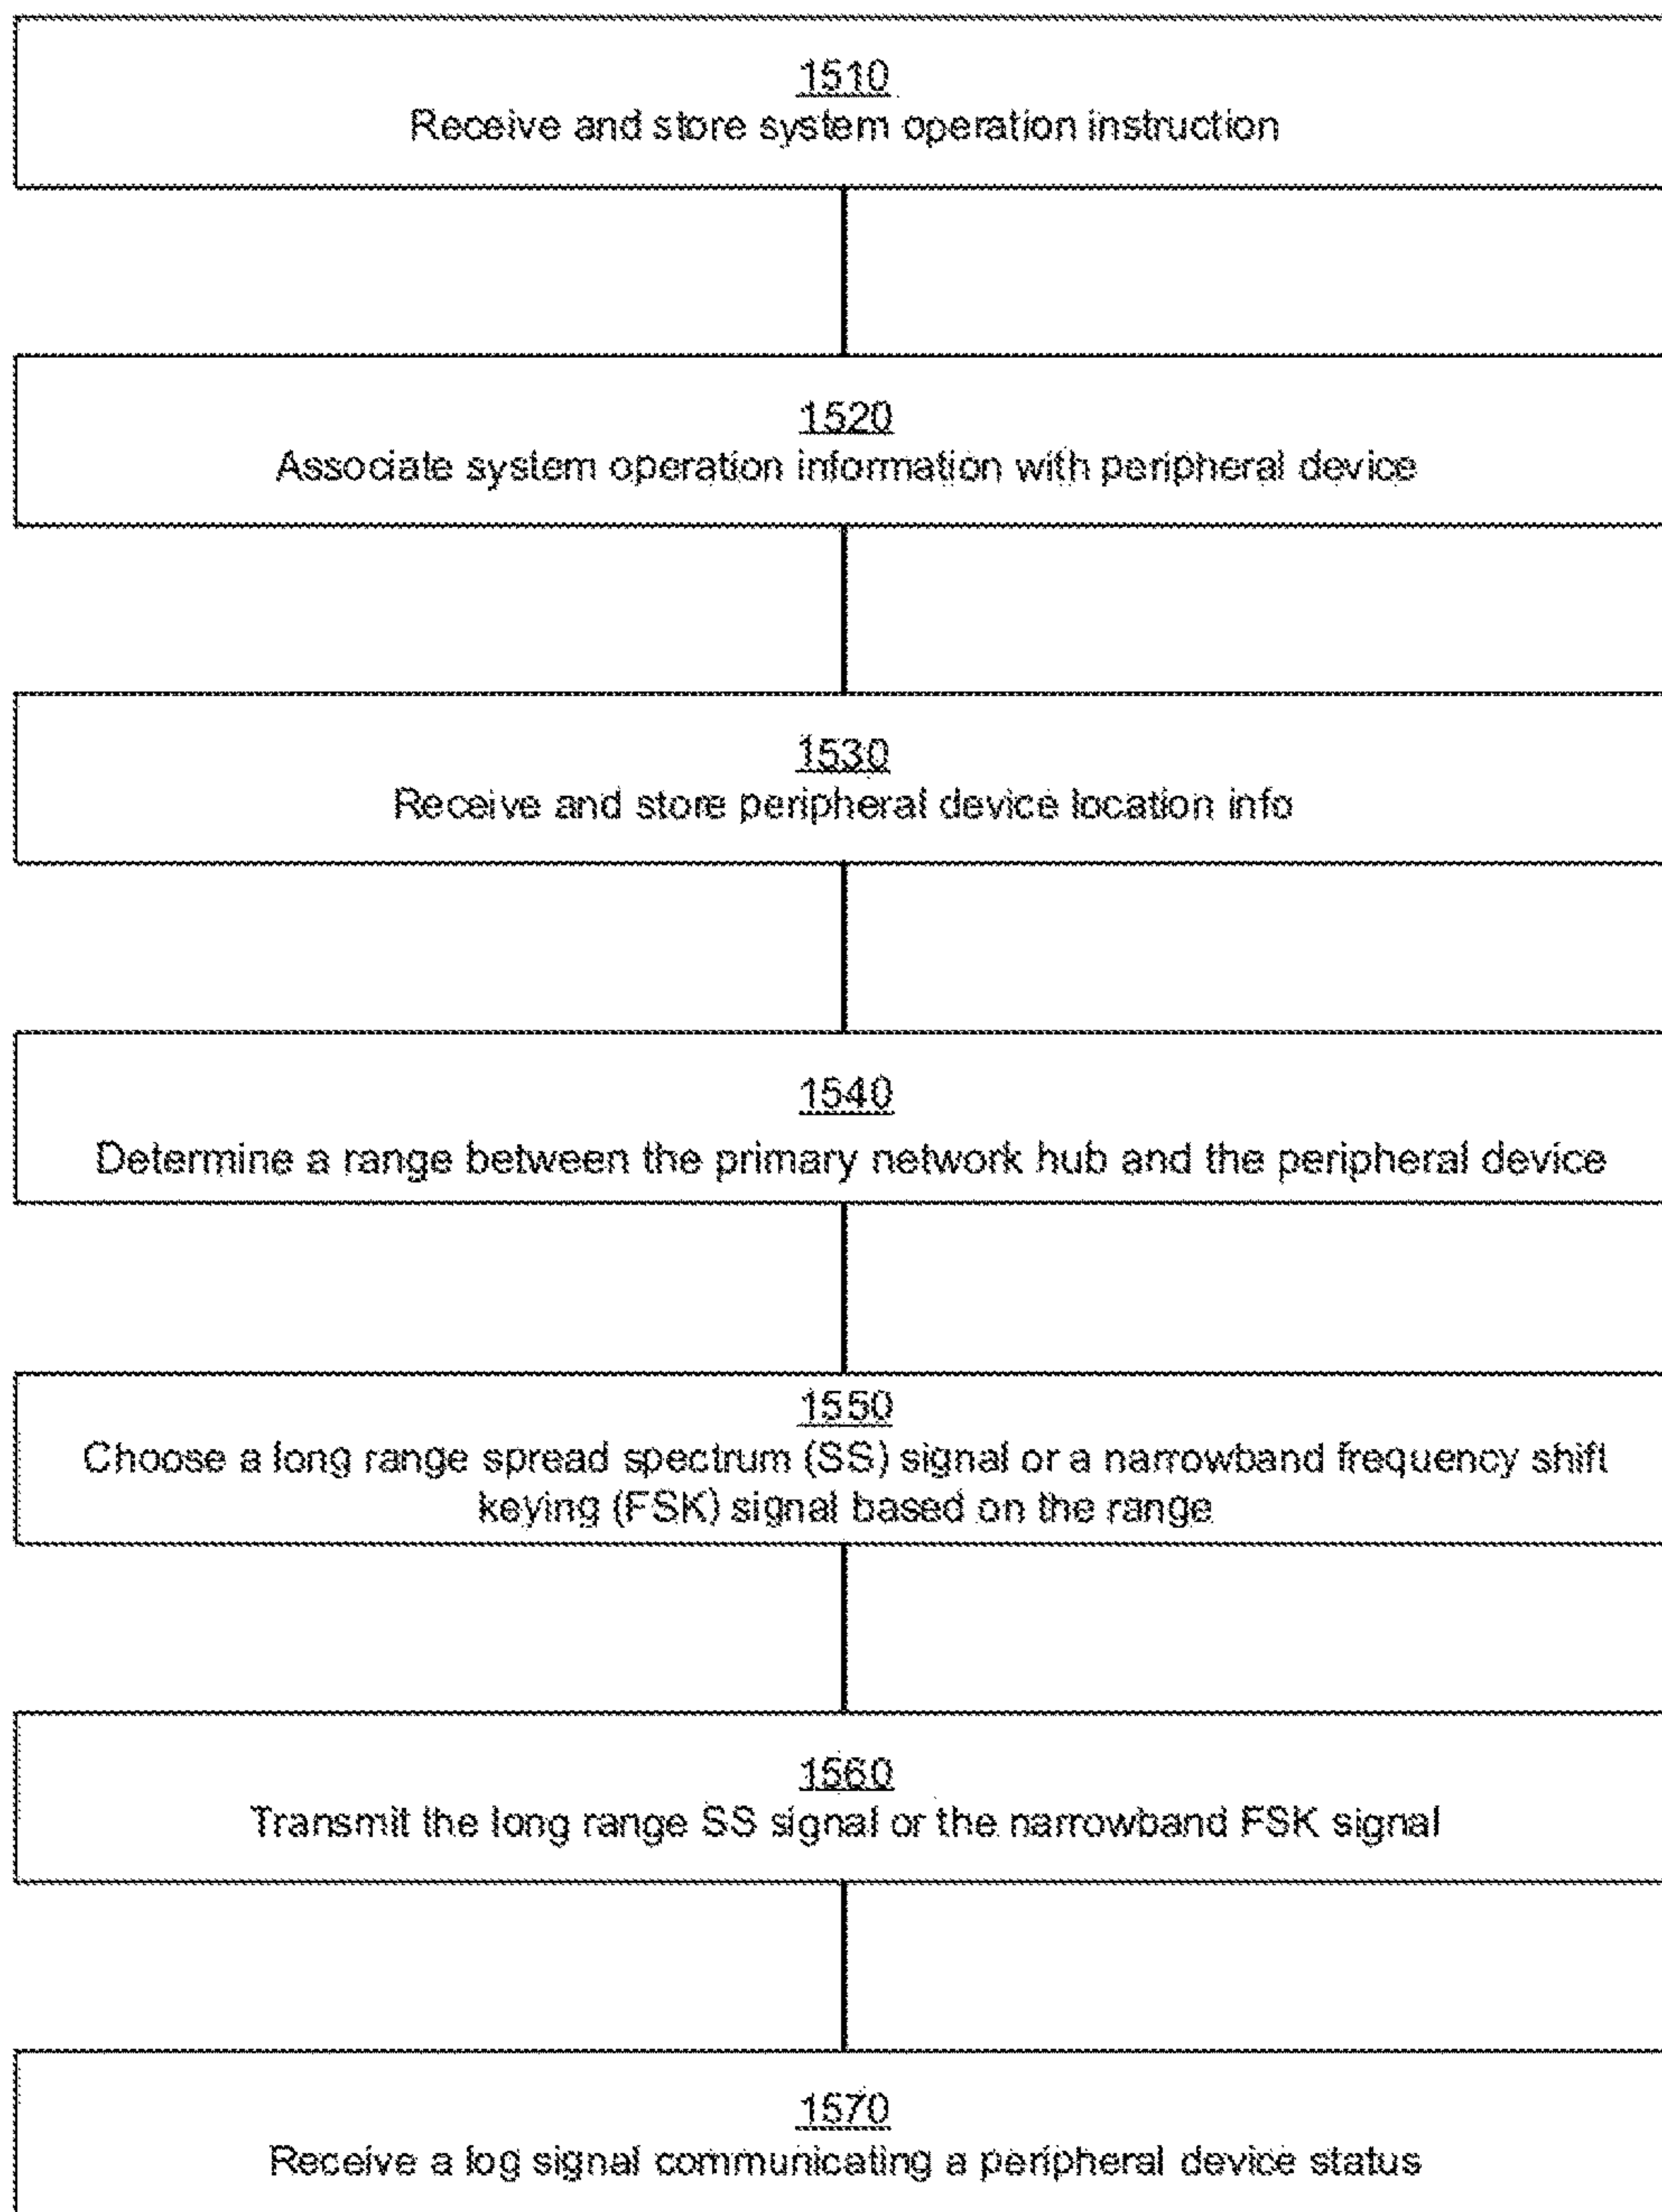 1510
Receive and store system operation instruction
1520
Associate system operation information with peripheral device
1530
Receive and store peripheral device location info
1540
Determine a range between the primary network hub and the peripheral device
1550
Choose a long range spread spectrum (SS) signal or a narrowband frequency shift
keying (FSK) signal based on the range
1560
Transmit the long range SS signal or the narrowband FSK signal
1570
Receive a log signal communicating a peripheral device status